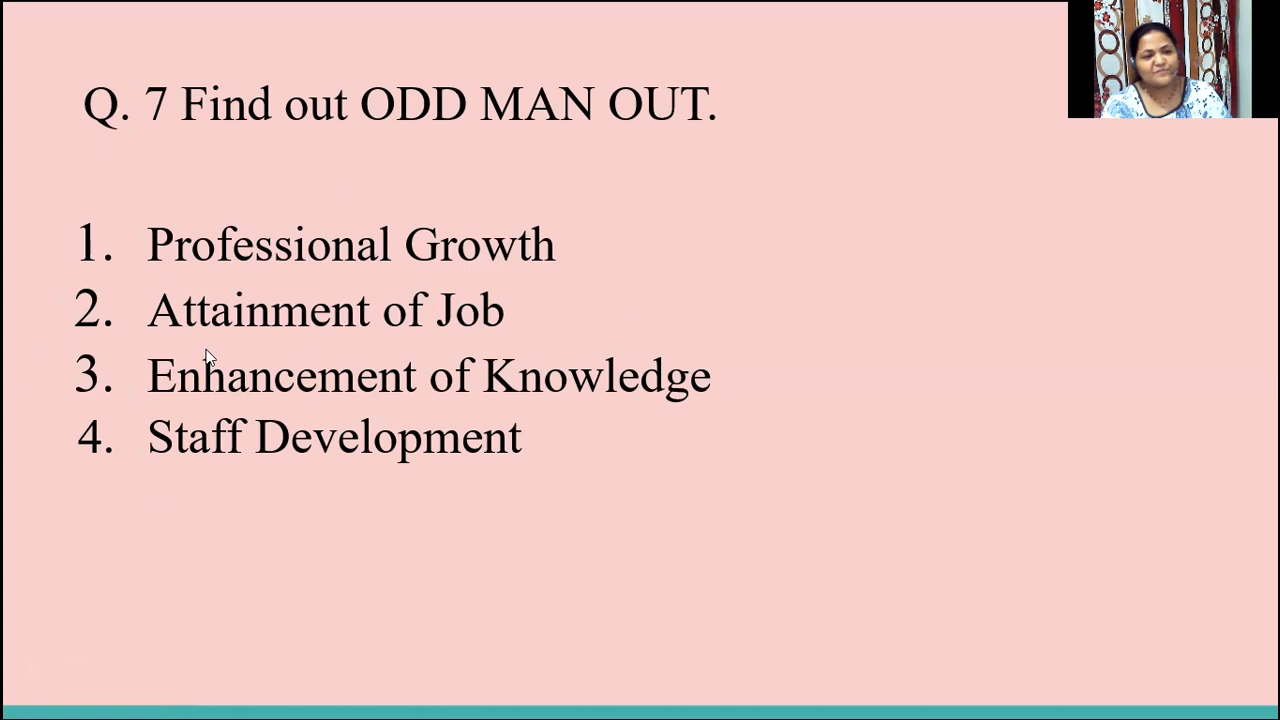 Q. 7 Find out ODD MAN OUT.
1. Professional Growth
2. Attainment of Job
3. Enhancement of Knowledge
4. Staff Development